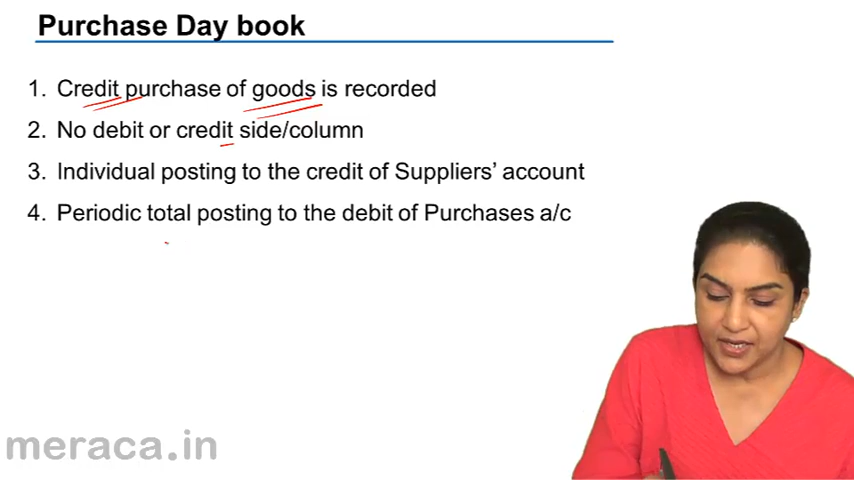 Purchase Day book
1. Credit purchase of goods is recorded
2. No debit or credit side/column
3. Individual posting to the credit of Suppliers’ account
4. Periodic total posting to the debit of Purchases a/c
meraca.in